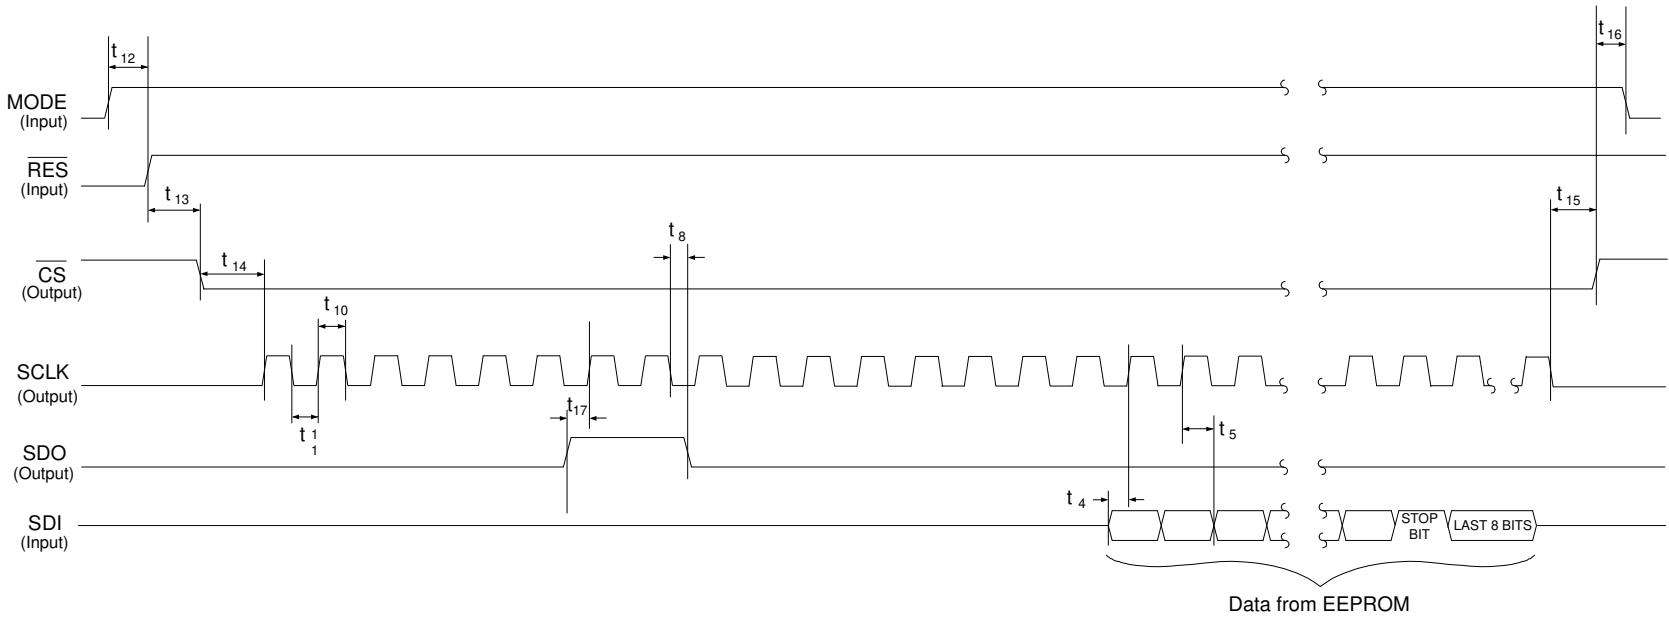 t 12
t 16
MODE
(Input)
RES
(Input)
t 13
t 15
t 8
t 14
CS
(Output)
t 10
SCLK
(Output)
t 17
t 1
1
t 5
SDO
(Output)
t 4
SDI
(Input)
STOP
BIT
LAST 8 BITS
Data from EEPROM